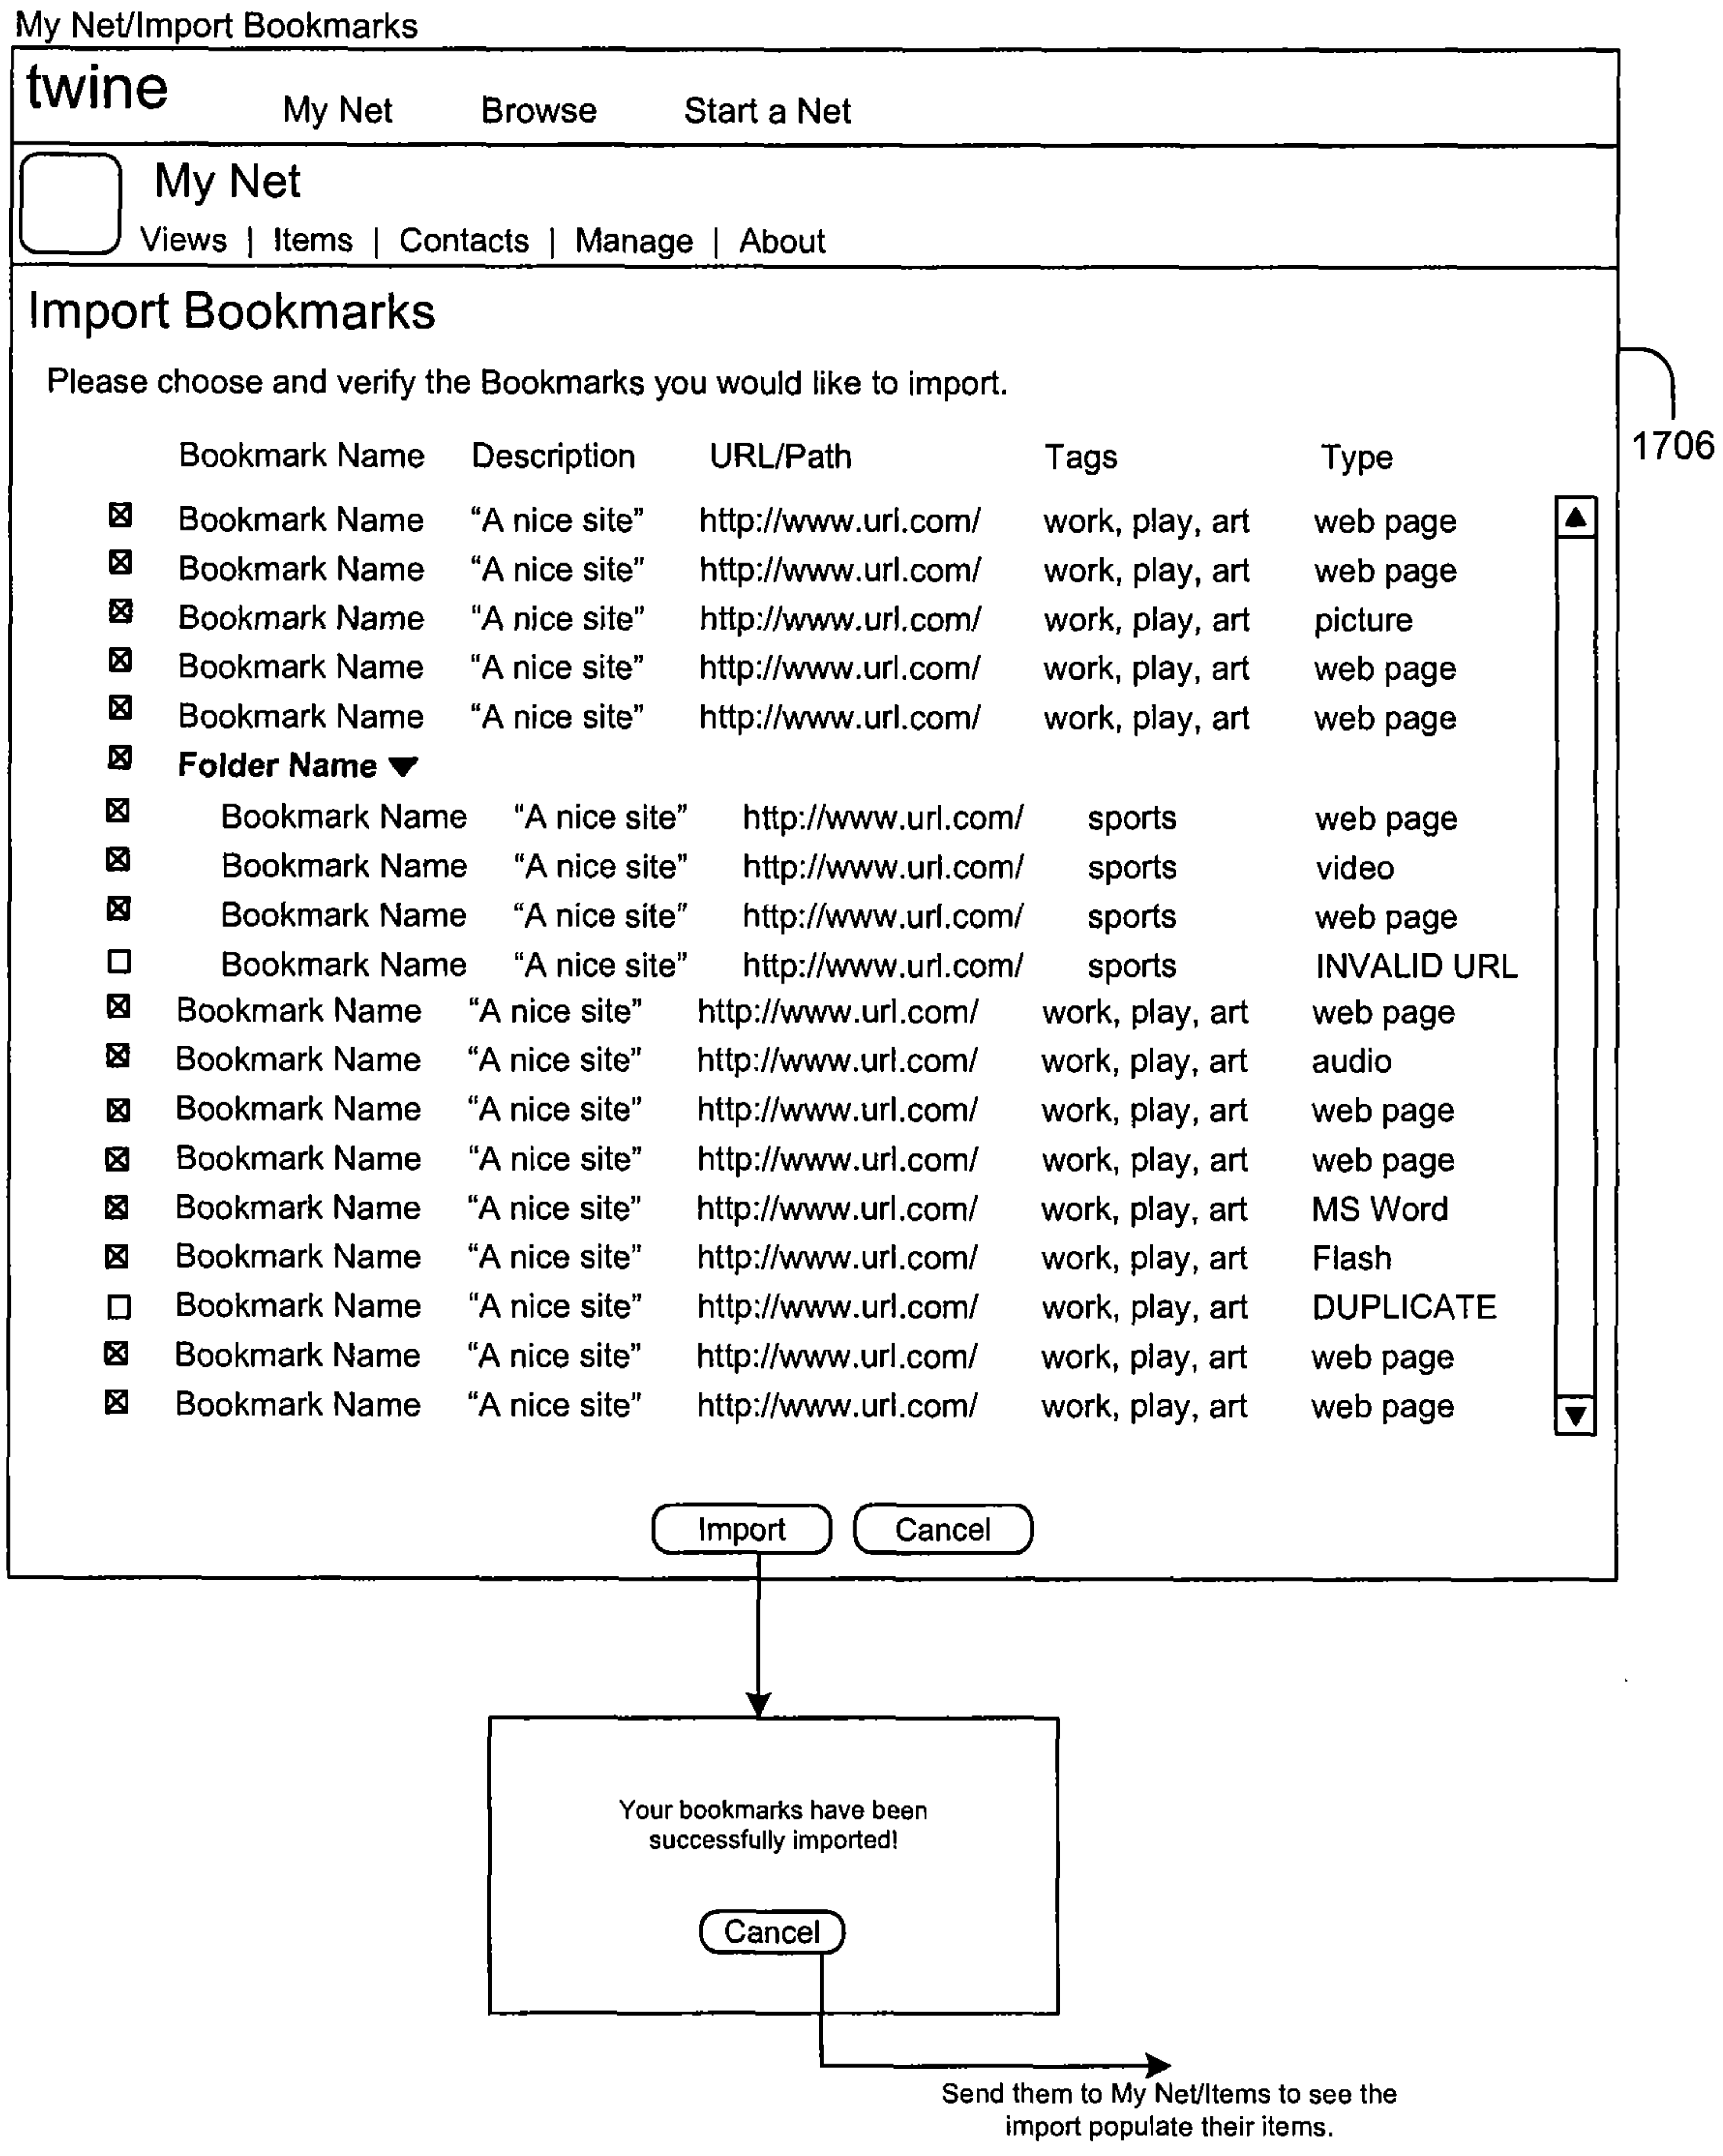 My Net/Import Bookmarks
twine My Net Browse Start a Net
My Net
Views | Items | Contacts | Manage | About
Import Bookmarks
Please choose and verify the Bookmarks you would like to import.
1706
Bookmark Name Description URL/Path Tags Type
Bookmark Name “A nice site” http://www.url.com/ work, play, art web page
Bookmark Name “A nice site” http://www.url.com/ work, play, art web page
Bookmark Name “A nice site” http://www.url.com/ work, play, art picture
Bookmark Name “A nice site” http://www.url.com/ work, play, art web page
Bookmark Name “A nice site” http://www.url.com/ work, play, art web page
Folder Name
Bookmark Name “A nice site” http://www.url.com/ sports web page
Bookmark Name “A nice site” http://www.url.com/ sports video
Bookmark Name “A nice site” http://www.url.com/ sports web page
Bookmark Name “A nice site” http://www.url.com/ sports INVALID URL
Bookmark Name “A nice site” http://www.url.com/ work, play, art web page
Bookmark Name “A nice site” http://www.url.com/ work, play, art audio
Bookmark Name “A nice site” http://www.url.com/ work, play, art web page
Bookmark Name “A nice site” http://www.url.com/ work, play, art web page
Bookmark Name “A nice site” http://www.url.com/ work, play, art MS Word
Bookmark Name “A nice site” http://www.url.com/ work, play, art Flash
Bookmark Name “A nice site” http://www.url.com/ work, play, art DUPLICATE
Bookmark Name “A nice site” http://www.url.com/ work, play, art web page
Bookmark Name “A nice site” http://www.url.com/ work, play, art web page
Import Cancel
Your bookmarks have been
successfully imported!
Cancel
Send them to My Net/Items to see the
import populate their items.